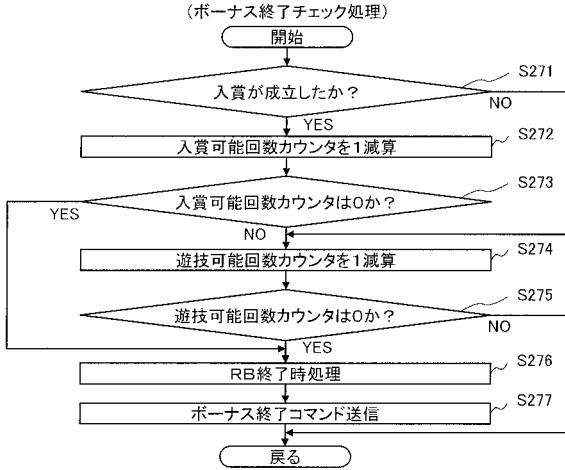 (ボーナス終了チェック処理)
開始
S271
入賞が成立したか?
NO
YES
S272
入賞可能回数カウンタを1減算
S273
入賞可能回数カウンタは0か?
YES
NO
S274
遊技可能回数カウンタを1減算
S275
遊技可能回数カウンタは0か?
NO
YES
S276
RB終了時処理
S277
ボーナス終了コマンド送信
戻る